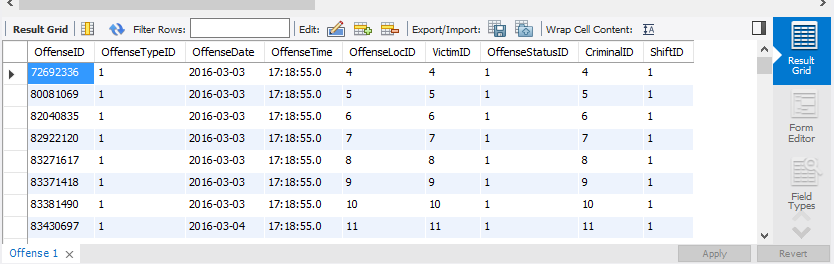 Result Grid Filter Rows: Edit: Export/Import: Wrap Cell Content:
OffenseID OffenseTypeID OffenseDate OffenseTime OffenseLocID VictimID OffenseStatusID CriminalID ShiftID
72692336 1 2016-03-03 17:18:55.0 4 4 1 4 1
80081069 1 2016-03-03 17:18:55.0 5 5 1 5 1
82040835 1 2016-03-03 17:18:55.0 6 6 1 6 1
82922120 1 2016-03-03 17:18:55.0 7 7 1 7 1
83271617 1 2016-03-03 17:18:55.0 8 8 1 8 1
83371418 1 2016-03-03 17:18:55.0 9 9 1 9 1
83381490 1 2016-03-03 17:18:55.0 10 10 1 10 1
83430697 1 2016-03-04 17:18:55.0 11 11 1 11 1
Result
Grid
Form
Editor
Field
Types
Offense 1 Apply Revert